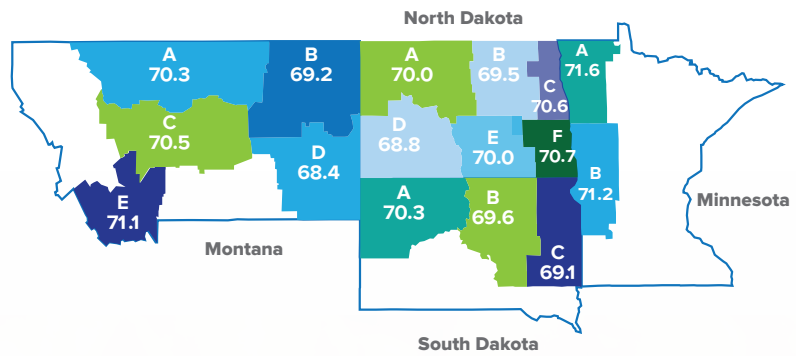 North Dakota
A
70.3
B
69.2
A
70.0
B
69.5
C
70.6
A
71.6
C
70.5
D
68.4
D
68.8
E
70.0
F
70.7
B
71.2
E
71.1
A
70.3
B
69.6
C
69.1
Minnesota
Montana
South Dakota